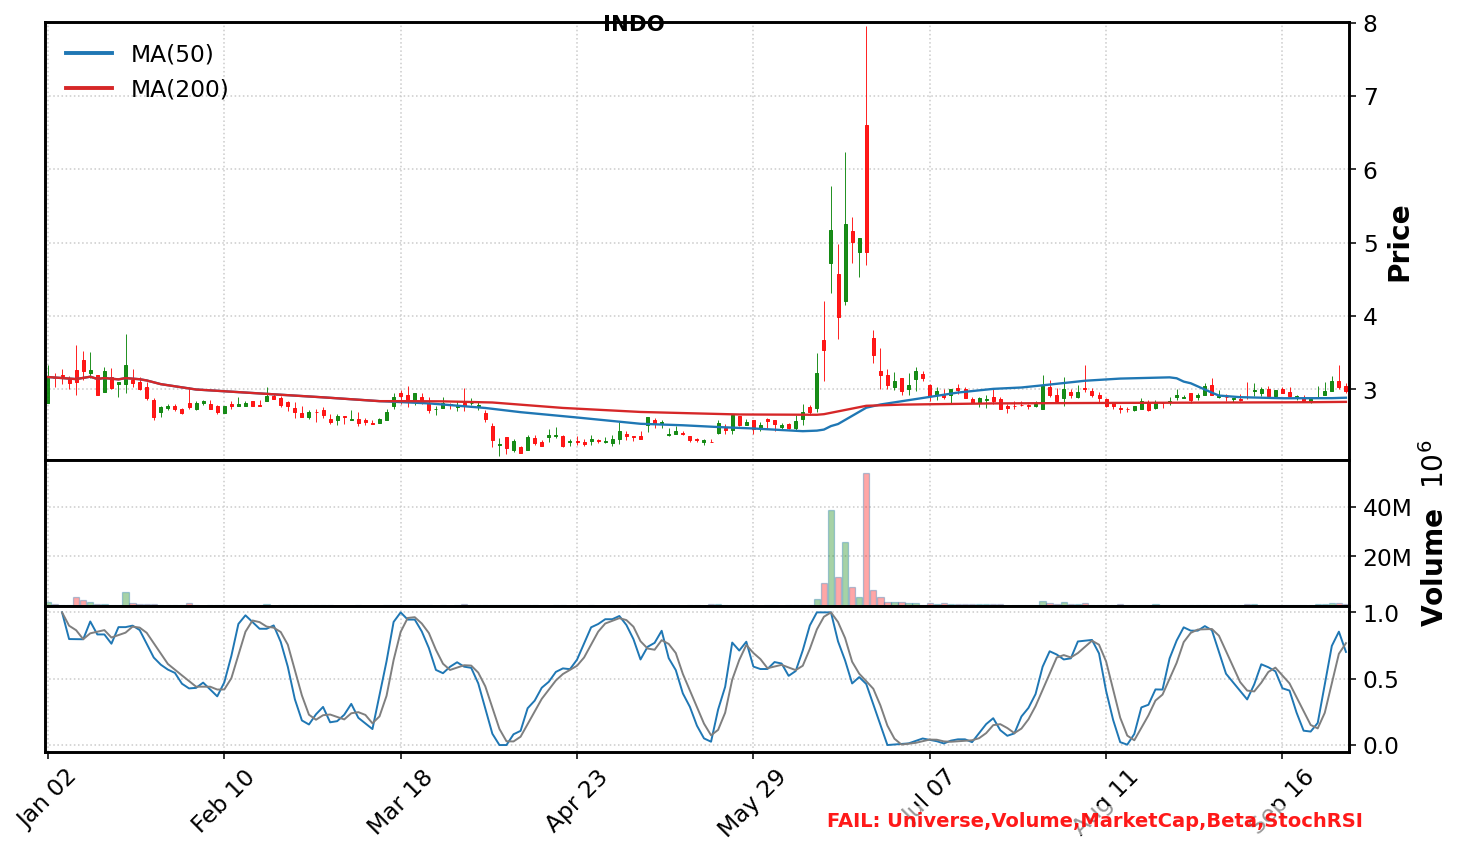 INDO
MA(50)
MA(200)
8
7
6
5
4
3
Price
10^6
40M
20M
Volume
1.0
0.5
0.0
Jan 02
Feb 10
Mar 18
Apr 23
May 29
Jul 07
Aug 11
Sep 16
FAIL: Universe,Volume,MarketCap,Beta,StochRSI